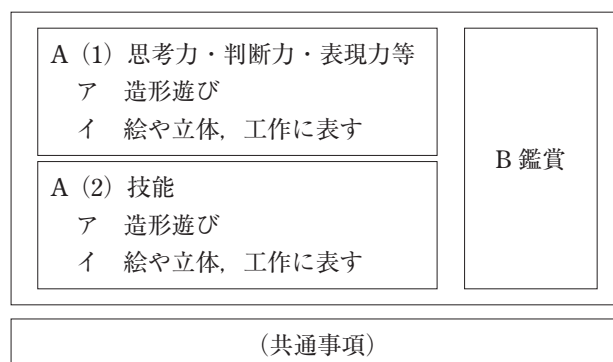 A（1）思考力・判断力・表現力等
ア　造形遊び
イ　絵や立体，工作に表す
A（2）技能
ア　造形遊び
イ　絵や立体，工作に表す
B 鑑賞
（共通事項）